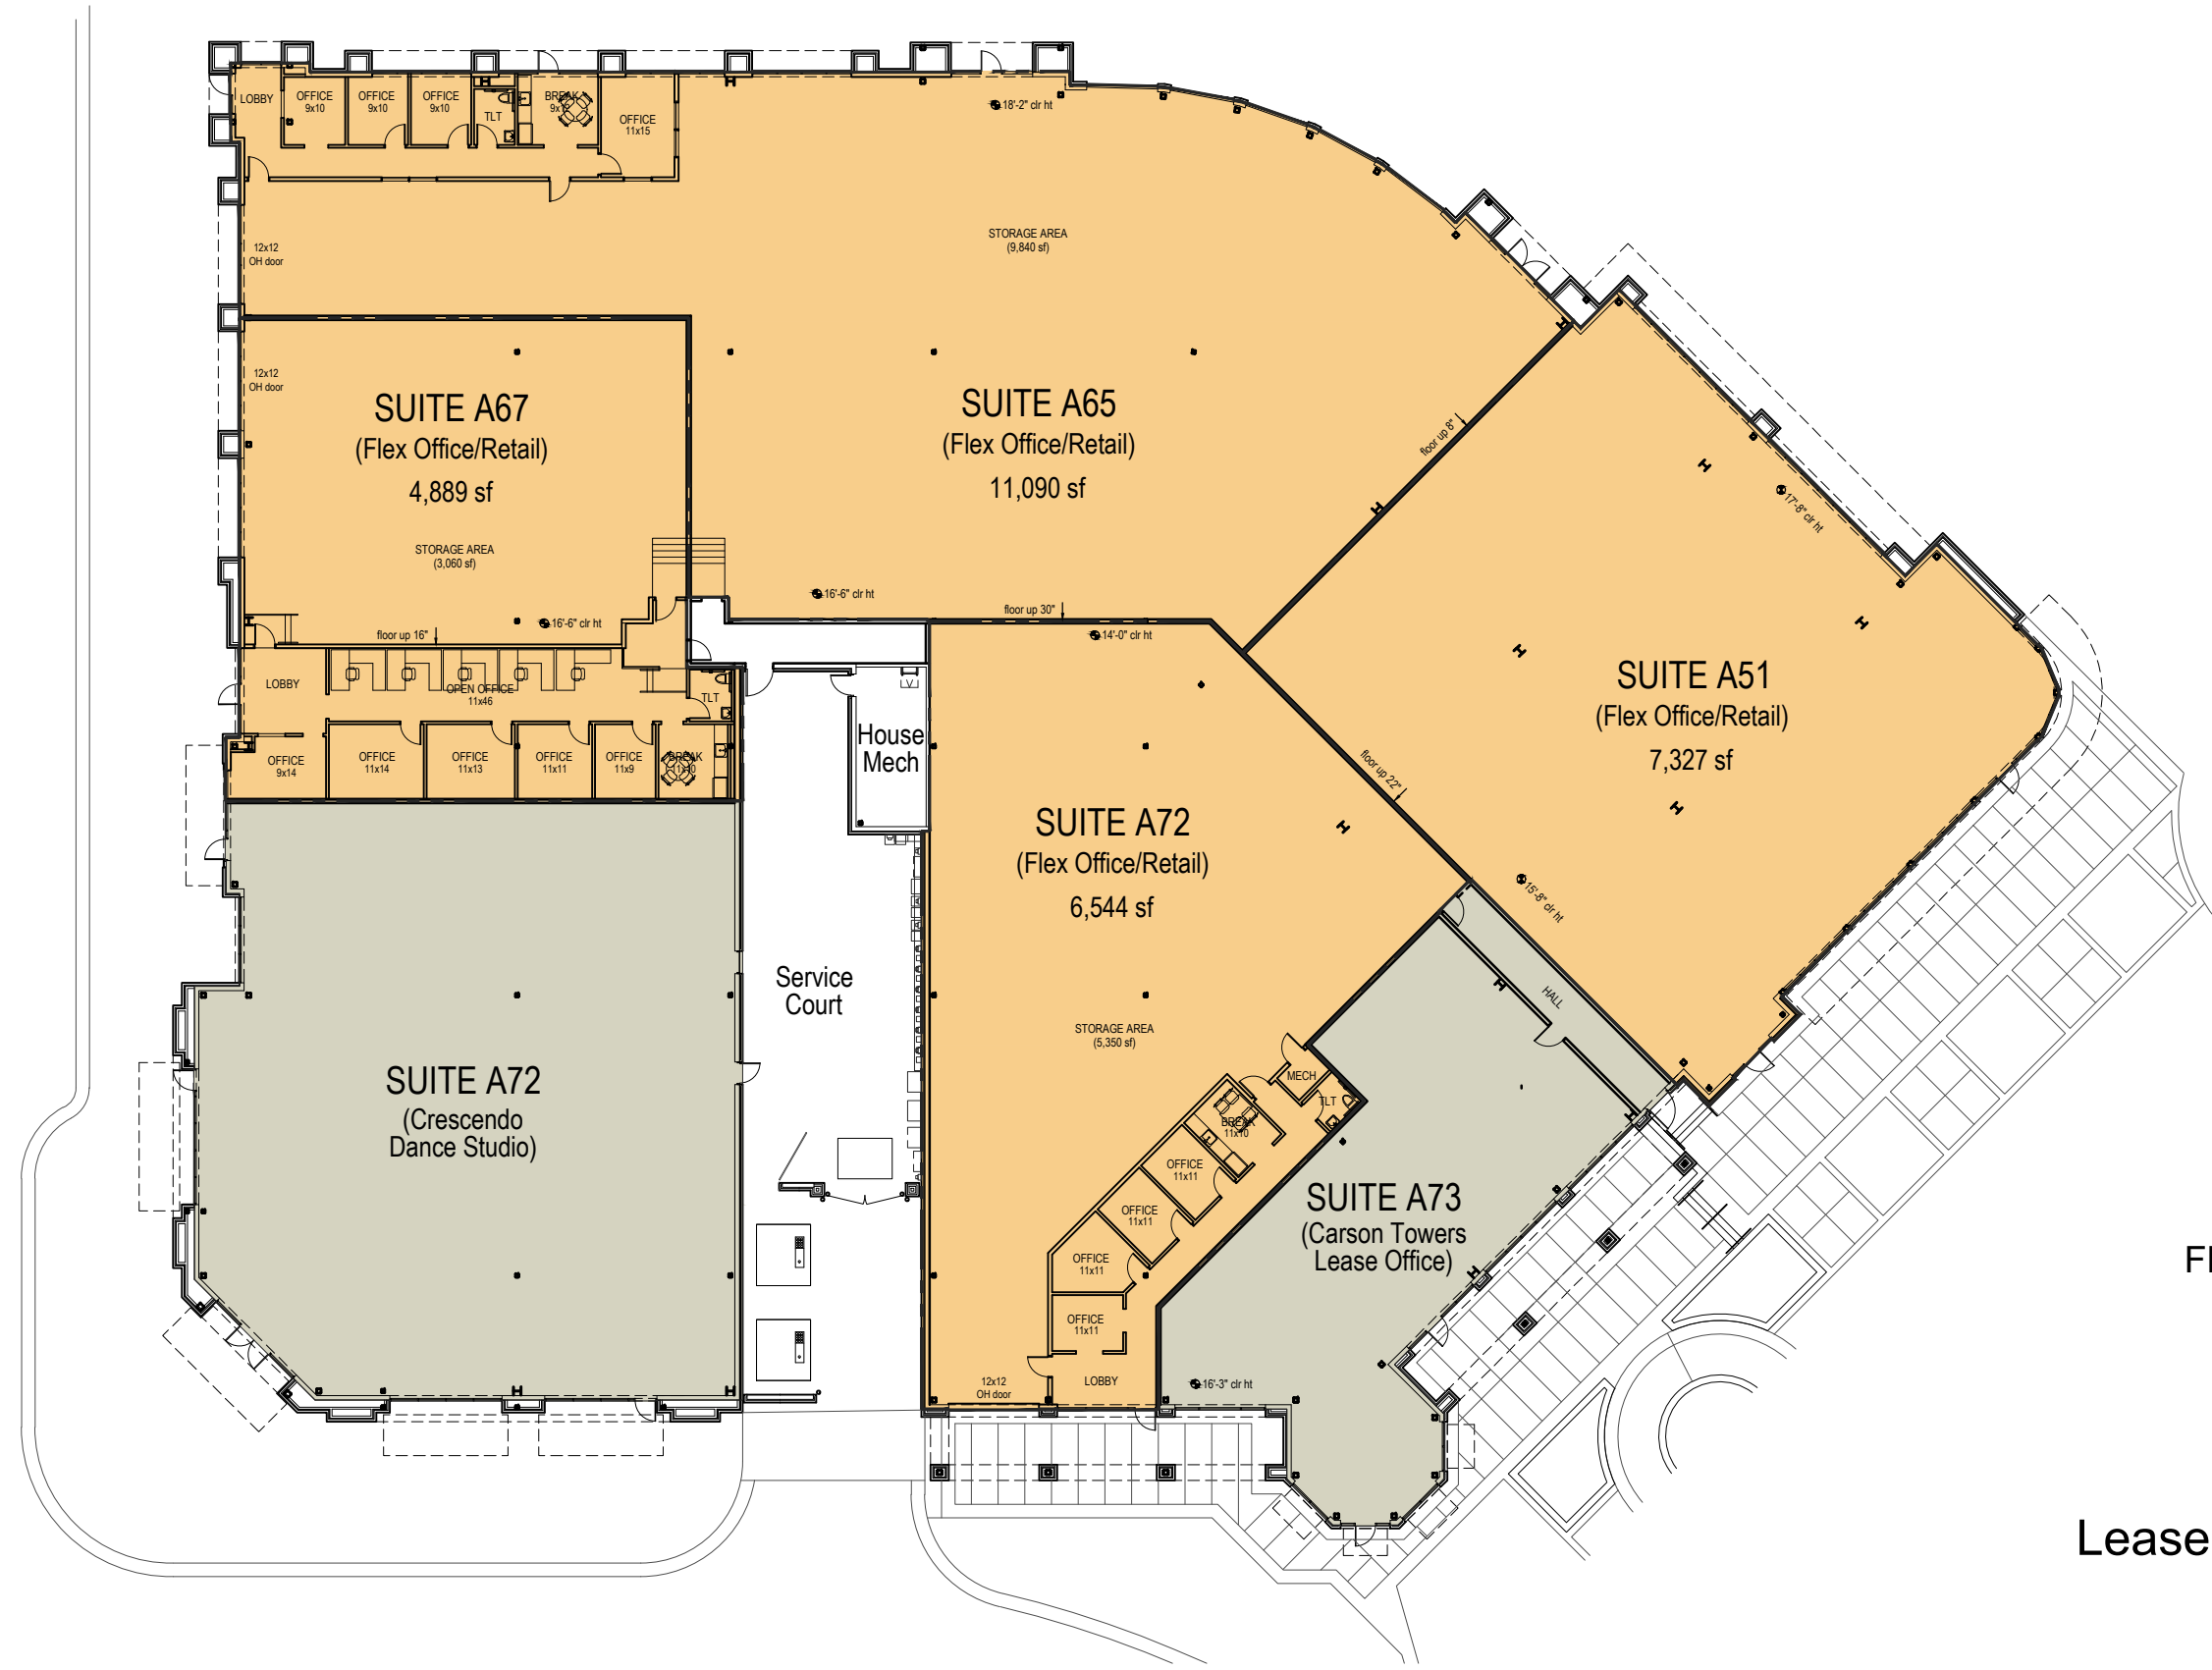 LOBBY
OFFICE
9x10
OFFICE
9x10
OFFICE
9x10
TLT
BREAK
OFFICE
11x15
18'-2" clr ht
12x12
OH door
STORAGE AREA
(9,840 sf)
12x12
OH door
SUITE A67
(Flex Office/Retail)
4,889 sf
STORAGE AREA
(3,060 sf)
16'-6" clr ht
floor up 16"
SUITE A65
(Flex Office/Retail)
11,090 sf
16'-6" clr ht
floor up 30"
floor up 8"
17'-8" clr ht
SUITE A51
(Flex Office/Retail)
7,327 sf
15'-8" clr ht
floor up 22"
14'-0" clr ht
LOBBY
OPEN OFFICE
11x46
TLT
OFFICE
9x14
OFFICE
11x14
OFFICE
11x13
OFFICE
11x11
OFFICE
11x9
BREAK
11x10
House
Mech
SUITE A72
(Flex Office/Retail)
6,544 sf
Service
Court
STORAGE AREA
(5,350 sf)
HALL
SUITE A72
(Crescendo
Dance Studio)
MECH
TLT
BREAK
11x10
OFFICE
11x11
OFFICE
11x11
OFFICE
11x11
OFFICE
11x11
LOBBY
12x12
OH door
SUITE A73
(Carson Towers
Lease Office)
16'-3" clr ht
Lease